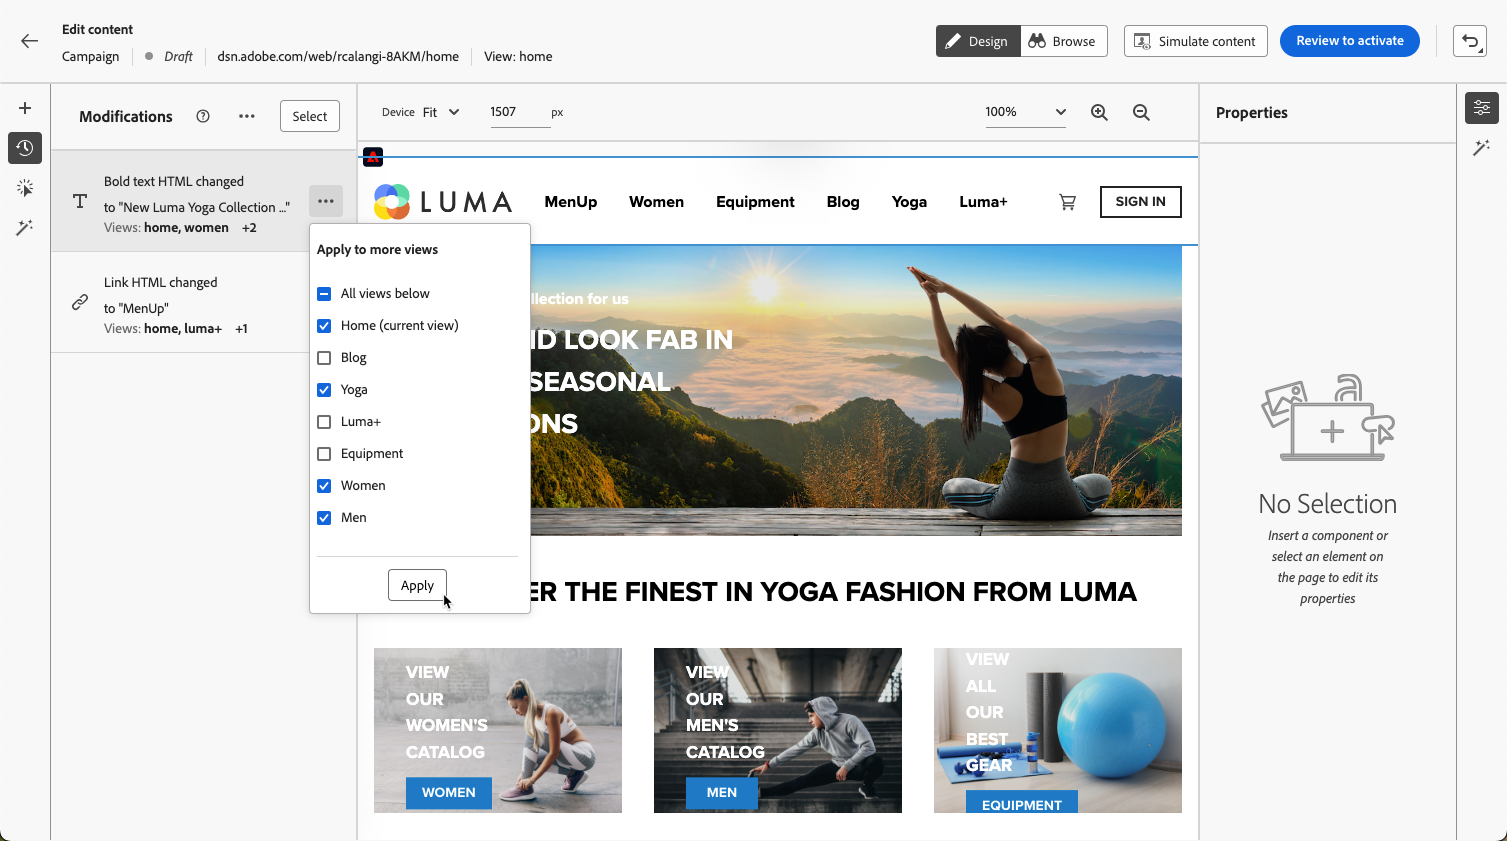 Edit content
Campaign
Draft
dsn.adobe.com/web/rcalangi-8AKM/home
View: home
Design
Browse
Simulate content
Review to activate
Modifications
Select
Bold text HTML changed
to "New Luma Yoga Collection ..."
Views: home, women +2
Link HTML changed
to "MenUp"
Views: home, luma+ +1
Device Fit
1507 px
100%
LUMA
MenUp
Women
Equipment
Blog
Yoga
Luma+
SIGN IN
Apply to more views
All views below
Home (current view)
Blog
Yoga
Luma+
Equipment
Women
Men
Apply
for us
LOOK FAB IN
SEASONAL
THE FINEST IN YOGA FASHION FROM LUMA
VIEW
OUR
WOMEN'S
CATALOG
WOMEN
VIEW
OUR
MEN'S
CATALOG
MEN
VIEW
ALL
OUR
BEST
GEAR
EQUIPMENT
Properties
No Selection
Insert a component or
select an element on
the page to edit its
properties